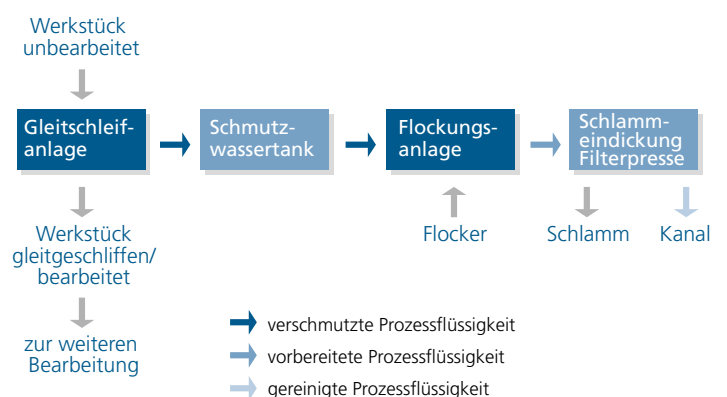 Werkstück
unbearbeitet
Gleitschleif-
anlage
Schmutz-
wassertank
Flockungs-
anlage
Schlamm-
eindickung
Filterpresse
Werkstück
gleitgeschliffen/
bearbeitet
Flocker
Schlamm
Kanal
zur weiteren
Bearbeitung
verschmutzte Prozessflüssigkeit
vorbereitete Prozessflüssigkeit
gereinigte Prozessflüssigkeit